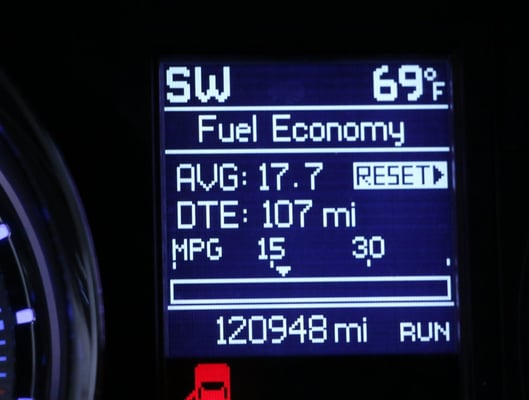 SW 69°F
Fuel Economy
AVG: 17.7 RESET
DTE: 107 mi
MPG 15 30
120948 mi RUN